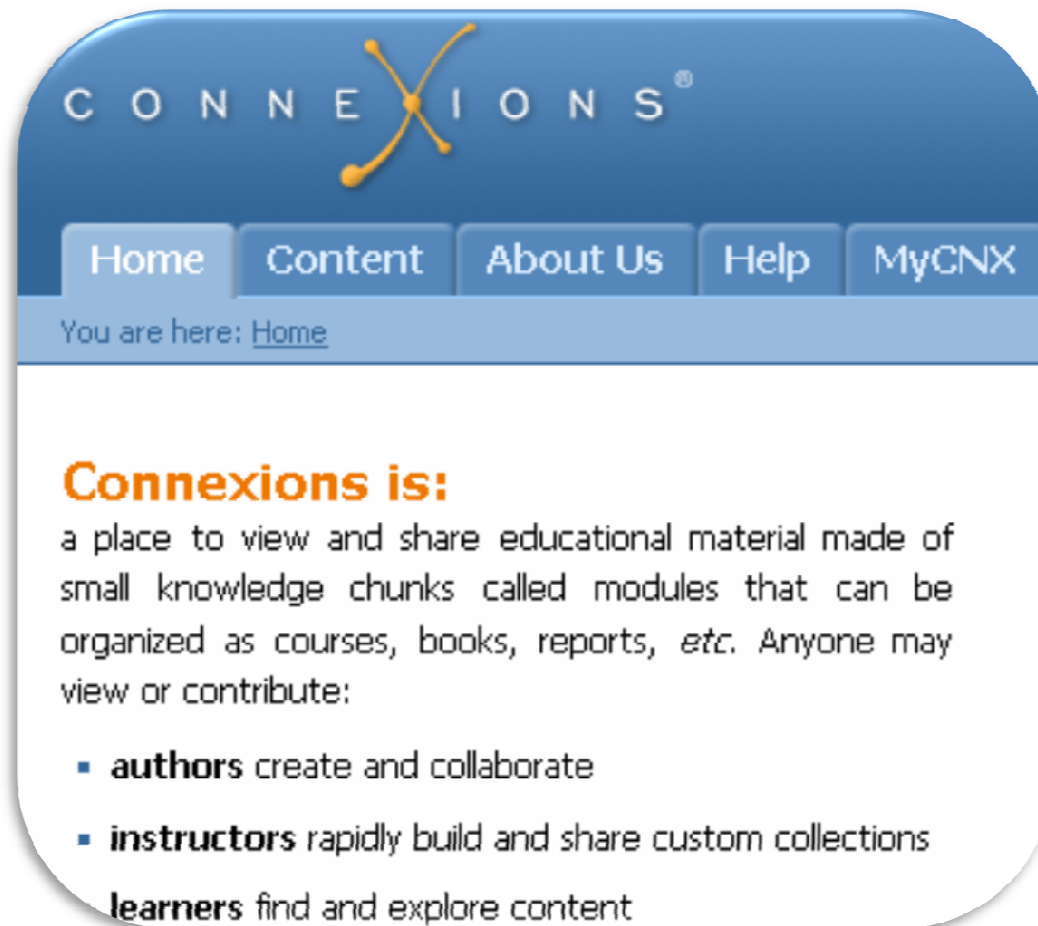 CONNEXIONS®
Home Content About Us Help MyCNX
You are here: Home
Connexions is:
a place to view and share educational material made of
small knowledge chunks called modules that can be
organized as courses, books, reports, etc. Anyone may
view or contribute:
▪ authors create and collaborate
▪ instructors rapidly build and share custom collections
learners find and explore content